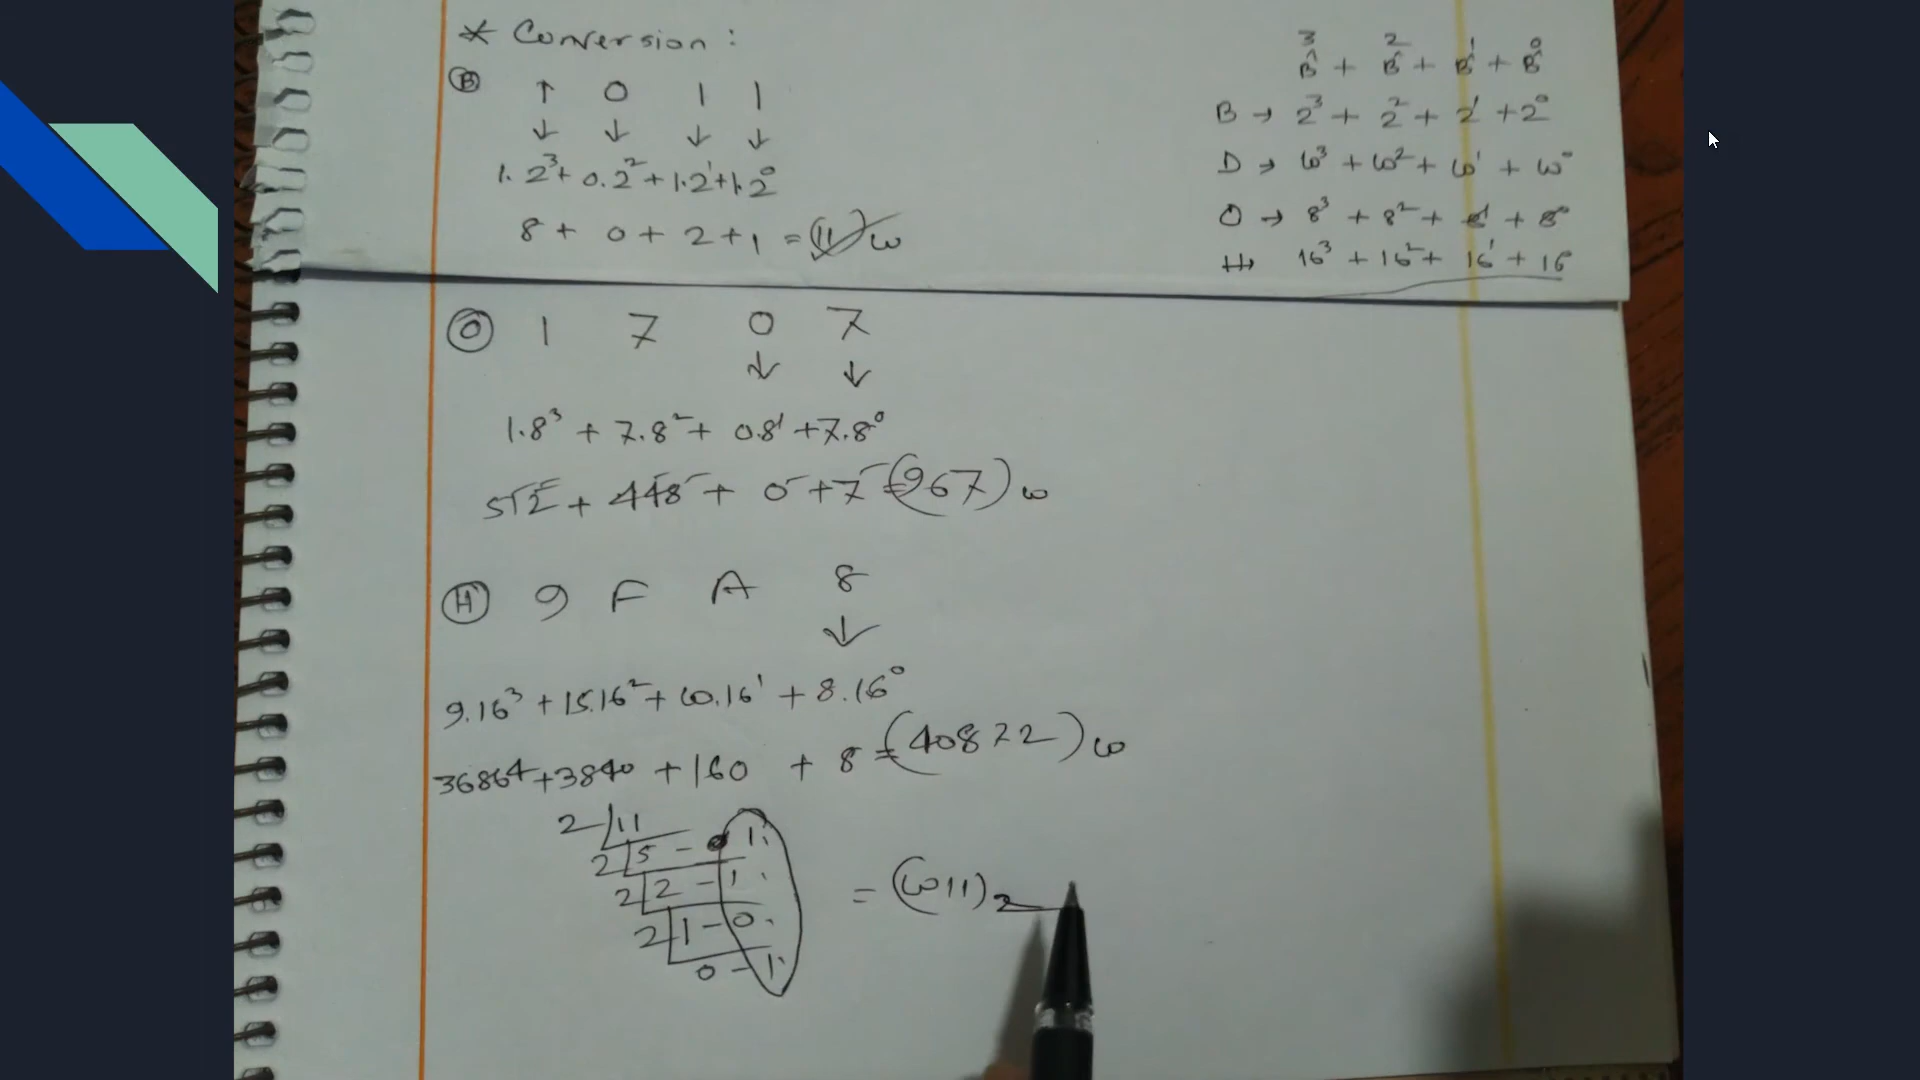 * Conversion :
B 1 0 1 1
↓ ↓ ↓ ↓
1.2³ + 0.2² + 1.2¹ + 1.2⁰
8 + 0 + 2 + 1 = (11)₁₀
B³ + B² + B¹ + B⁰
B → 2³ + 2² + 2¹ + 2⁰
D → 10³ + 10² + 10¹ + 10⁰
O → 8³ + 8² + 8¹ + 8⁰
H → 16³ + 16² + 16¹ + 16⁰
O 1 7 0 7
↓ ↓
1.8³ + 7.8² + 0.8¹ + 7.8⁰
512 + 448 + 0 + 7 = (967)₁₀
H 9 F A 8
↓
9.16³ + 15.16² + 10.16¹ + 8.16⁰
36864 + 3840 + 160 + 8 = (40872)₁₀
2 | 11
2 | 5 - 1
2 | 2 - 1
2 | 1 - 0
0 - 1
= (1011)₂